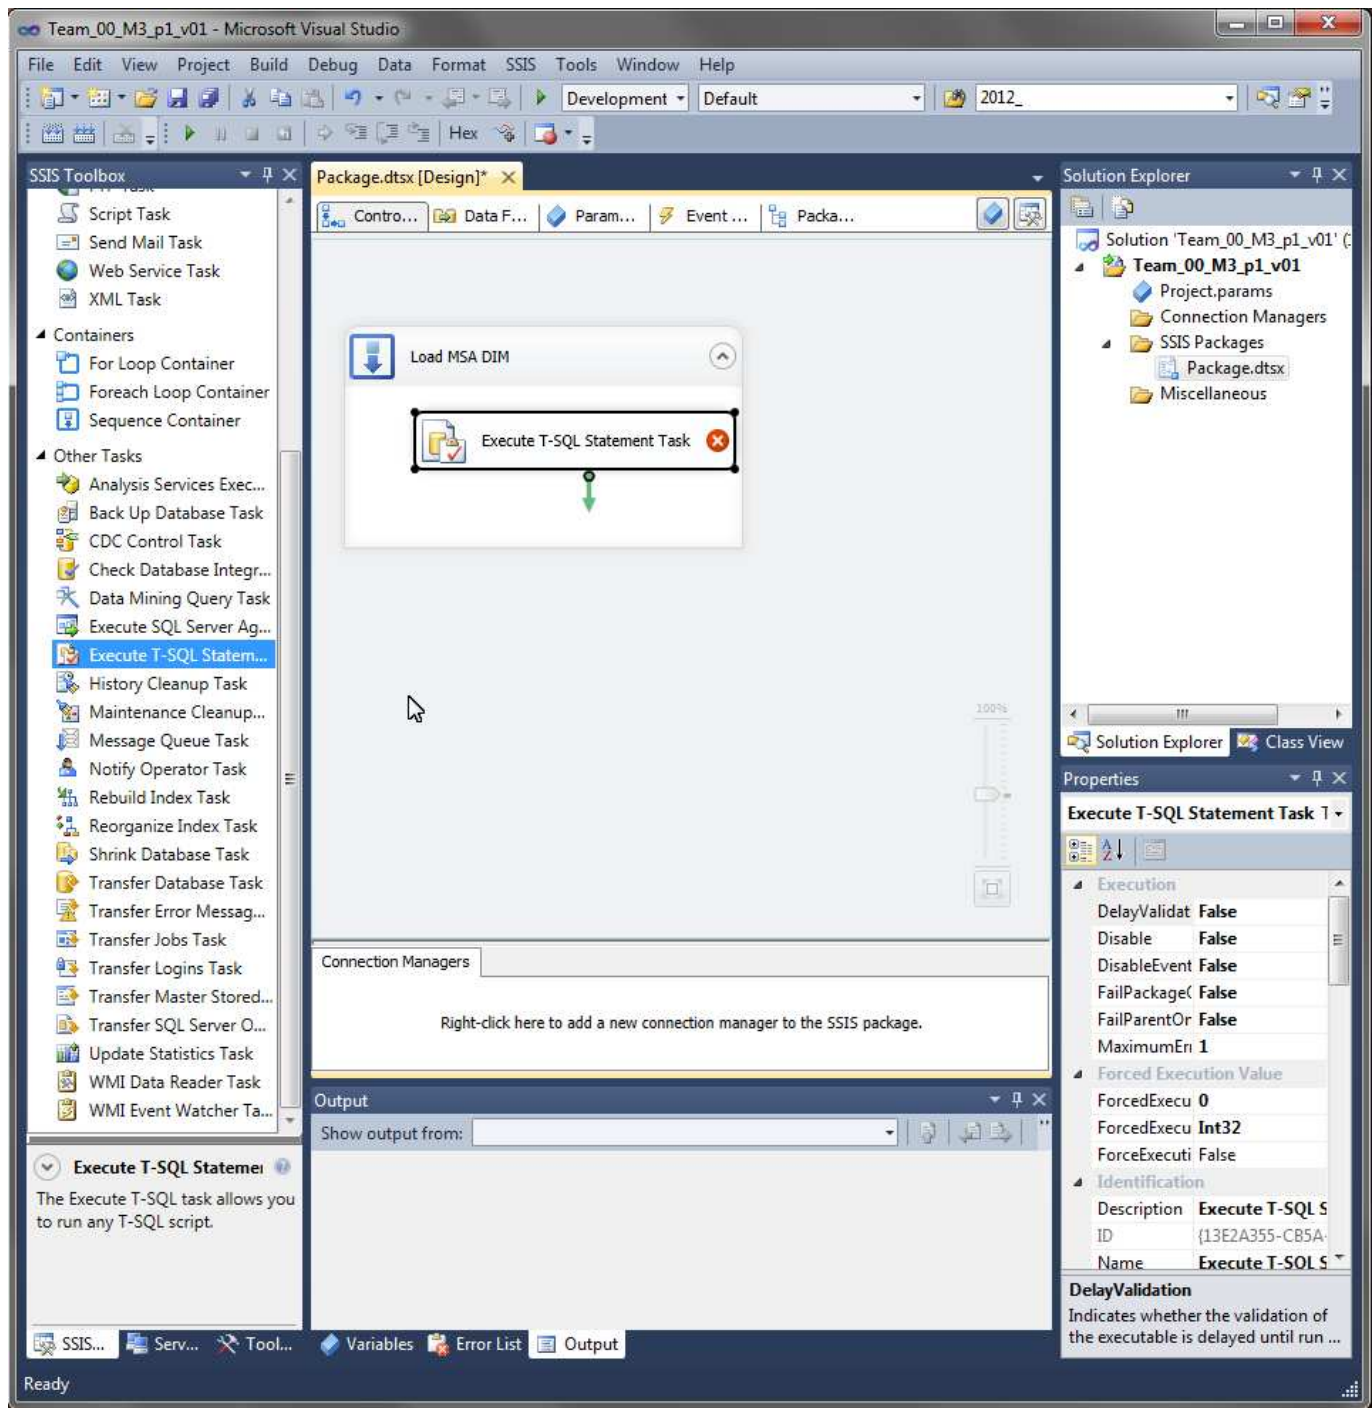 Team_00_M3_p1_v01 - Microsoft Visual Studio
File Edit View Project Build Debug Data Format SSIS Tools Window Help
Development Default 2012_
Hex
SSIS Toolbox
Script Task
Send Mail Task
Web Service Task
XML Task
Containers
For Loop Container
Foreach Loop Container
Sequence Container
Other Tasks
Analysis Services Exec...
Back Up Database Task
CDC Control Task
Check Database Integr...
Data Mining Query Task
Execute SQL Server Ag...
Execute T-SQL Statem...
History Cleanup Task
Maintenance Cleanup...
Message Queue Task
Notify Operator Task
Rebuild Index Task
Reorganize Index Task
Shrink Database Task
Transfer Database Task
Transfer Error Messag...
Transfer Jobs Task
Transfer Logins Task
Transfer Master Stored...
Transfer SQL Server O...
Update Statistics Task
WMI Data Reader Task
WMI Event Watcher Ta...
Execute T-SQL Stateme
The Execute T-SQL task allows you
to run any T-SQL script.
SSIS... Serv... Tool...
Package.dtsx [Design]*
Contro... Data F... Param... Event ... Packa...
Load MSA DIM
Execute T-SQL Statement Task
100%
Connection Managers
Right-click here to add a new connection manager to the SSIS package.
Output
Show output from:
Variables Error List Output
Solution Explorer
Solution 'Team_00_M3_p1_v01' (
Team_00_M3_p1_v01
Project.params
Connection Managers
SSIS Packages
Package.dtsx
Miscellaneous
Solution Explorer Class View
Properties
Execute T-SQL Statement Task T
Execution
DelayValidat False
Disable False
DisableEvent False
FailPackage( False
FailParentOr False
MaximumErr 1
Forced Execution Value
ForcedExecu 0
ForcedExecu Int32
ForceExecuti False
Identification
Description Execute T-SQL S
ID {13E2A355-CB5A-
Name Execute T-SQL S
DelayValidation
Indicates whether the validation of
the executable is delayed until run ...
Ready